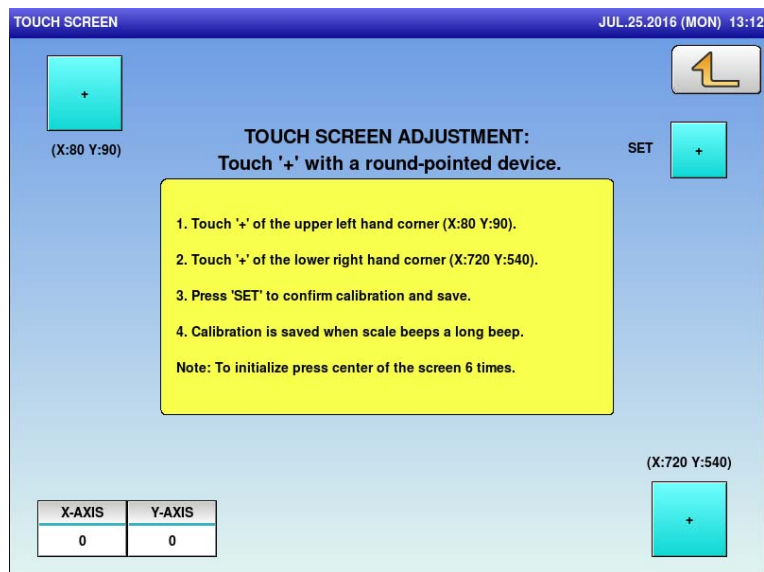 TOUCH SCREEN
JUL.25.2016 (MON) 13:12
+
(X:80 Y:90)
TOUCH SCREEN ADJUSTMENT:
Touch '+' with a round-pointed device.
SET
+
1. Touch '+' of the upper left hand corner (X:80 Y:90).
2. Touch '+' of the lower right hand corner (X:720 Y:540).
3. Press 'SET' to confirm calibration and save.
4. Calibration is saved when scale beeps a long beep.
Note: To initialize press center of the screen 6 times.
(X:720 Y:540)
+
X-AXIS Y-AXIS
0 0